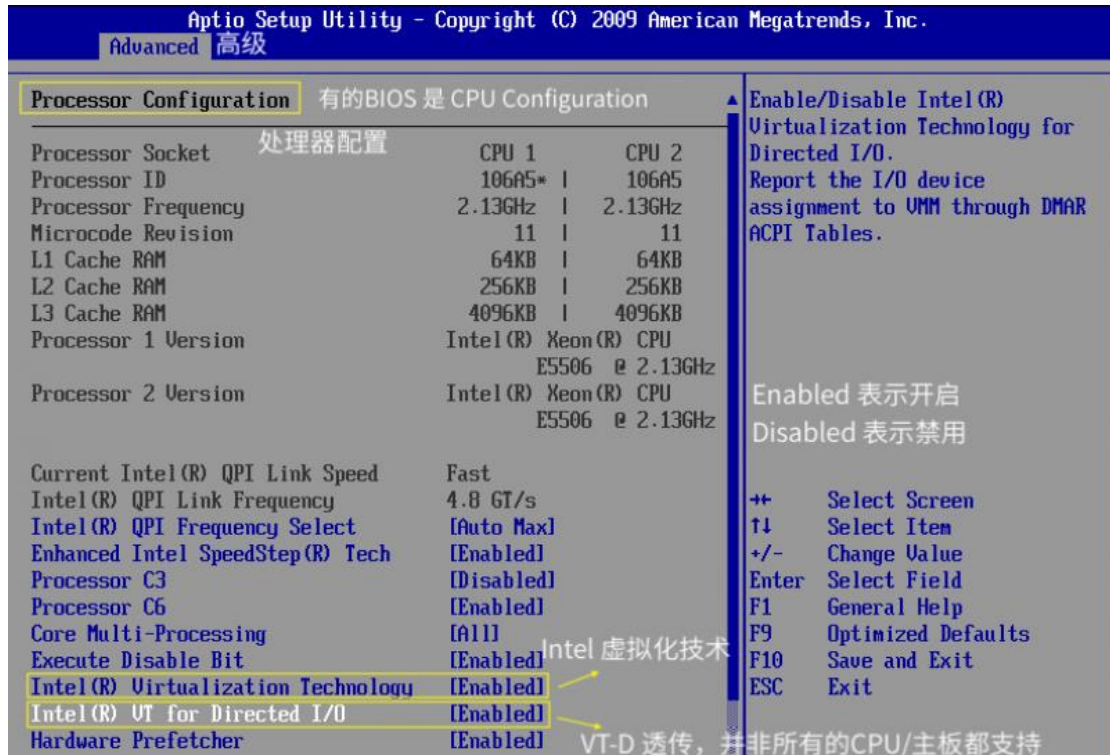 Aptio Setup Utility - Copyright (C) 2009 American Megatrends, Inc.
Advanced 高级
Processor Configuration 有的BIOS 是 CPU Configuration
处理器配置
Processor Socket CPU 1 CPU 2
Processor ID 106A5* | 106A5
Processor Frequency 2.13GHz | 2.13GHz
Microcode Revision 11 | 11
L1 Cache RAM 64KB | 64KB
L2 Cache RAM 256KB | 256KB
L3 Cache RAM 4096KB | 4096KB
Processor 1 Version Intel(R) Xeon(R) CPU
E5506 @ 2.13GHz
Processor 2 Version Intel(R) Xeon(R) CPU
E5506 @ 2.13GHz
Current Intel(R) QPI Link Speed Fast
Intel(R) QPI Link Frequency 4.8 GT/s
Intel(R) QPI Frequency Select [Auto Max]
Enhanced Intel SpeedStep(R) Tech [Enabled]
Processor C3 [Disabled]
Processor C6 [Enabled]
Core Multi-Processing [All]
Execute Disable Bit [Enabled]
Intel 虚拟化技术
Intel(R) Virtualization Technology [Enabled]
Intel(R) VT for Directed I/O [Enabled]
Hardware Prefetcher [Enabled]
VT-D 透传，并非所有的CPU/主板都支持
Enable/Disable Intel(R)
Virtualization Technology for
Directed I/O.
Report the I/O device
assignment to VMM through DMAR
ACPI Tables.
Enabled 表示开启
Disabled 表示禁用
→← Select Screen
↑↓ Select Item
+/- Change Value
Enter Select Field
F1 General Help
F9 Optimized Defaults
F10 Save and Exit
ESC Exit